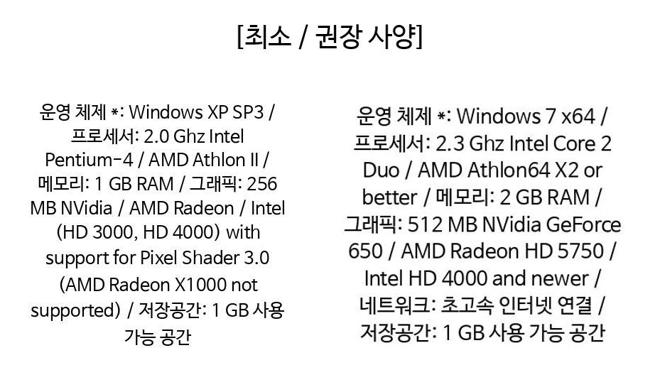 [최소 / 권장 사양]
운영 체제 *: Windows XP SP3 /
프로세서: 2.0 Ghz Intel
Pentium-4 / AMD Athlon II /
메모리: 1 GB RAM / 그래픽: 256
MB NVidia / AMD Radeon / Intel
(HD 3000, HD 4000) with
support for Pixel Shader 3.0
(AMD Radeon X1000 not
supported) / 저장공간: 1 GB 사용
가능 공간
운영 체제 *: Windows 7 x64 /
프로세서: 2.3 Ghz Intel Core 2
Duo / AMD Athlon64 X2 or
better / 메모리: 2 GB RAM /
그래픽: 512 MB NVidia GeForce
650 / AMD Radeon HD 5750 /
Intel HD 4000 and newer /
네트워크: 초고속 인터넷 연결 /
저장공간: 1 GB 사용 가능 공간